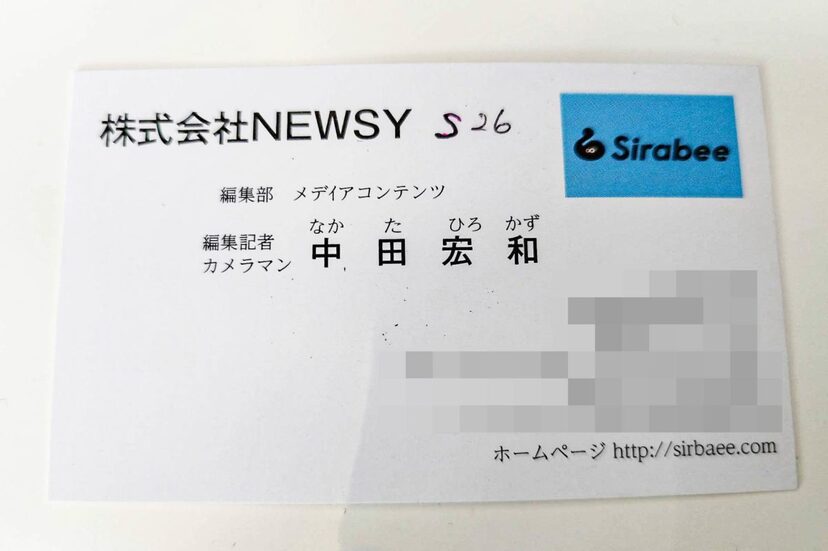 株式会社NEWSY S26
Sirabee
編集部 メディアコンテンツ
なか た ひろ かず
編集記者
カメラマン
中田宏和
ホームページ http://sirbaee.com